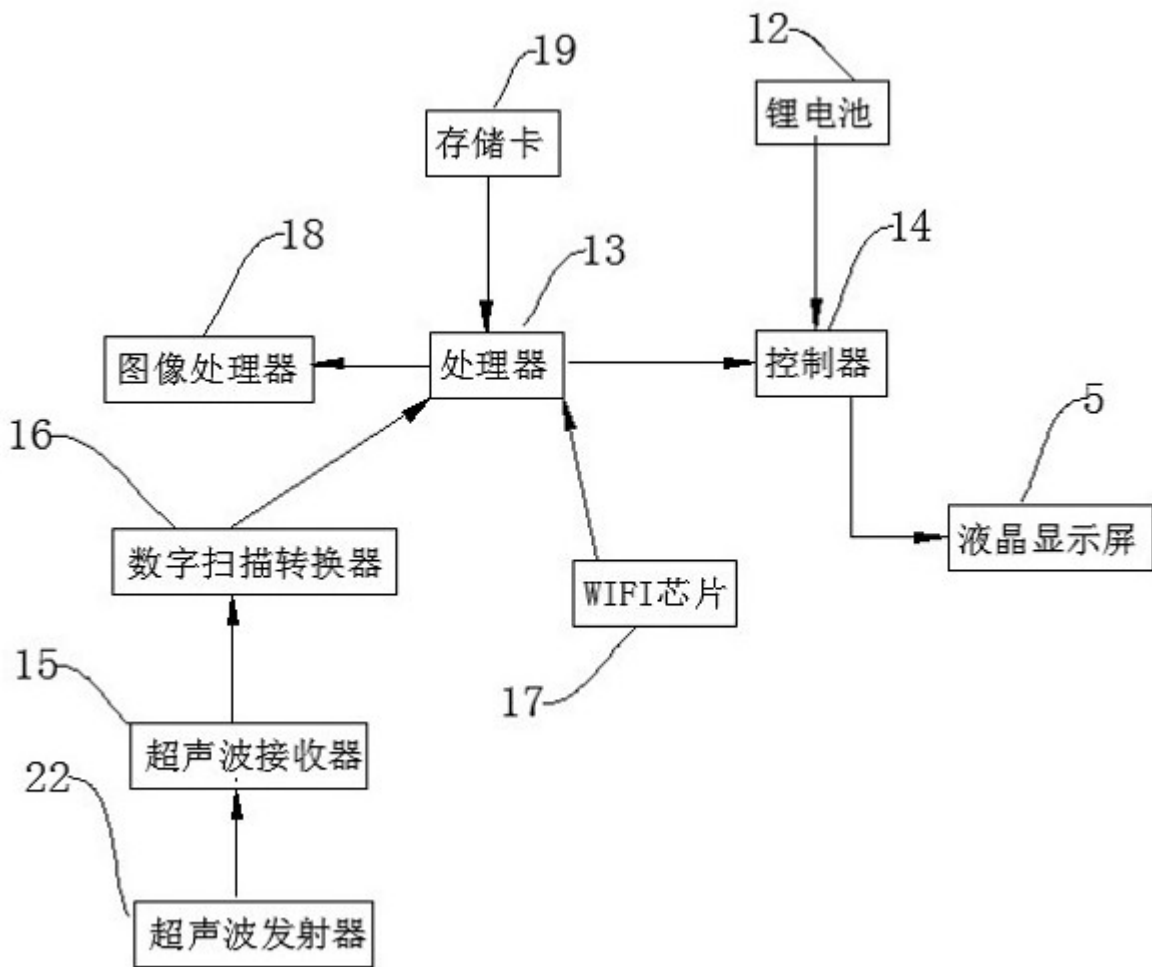 12
19
锂电池
存储卡
18
13
14
图像处理器
处理器
控制器
5
16
液晶显示屏
数字扫描转换器
WIFI芯片
15
17
超声波接收器
22
超声波发射器